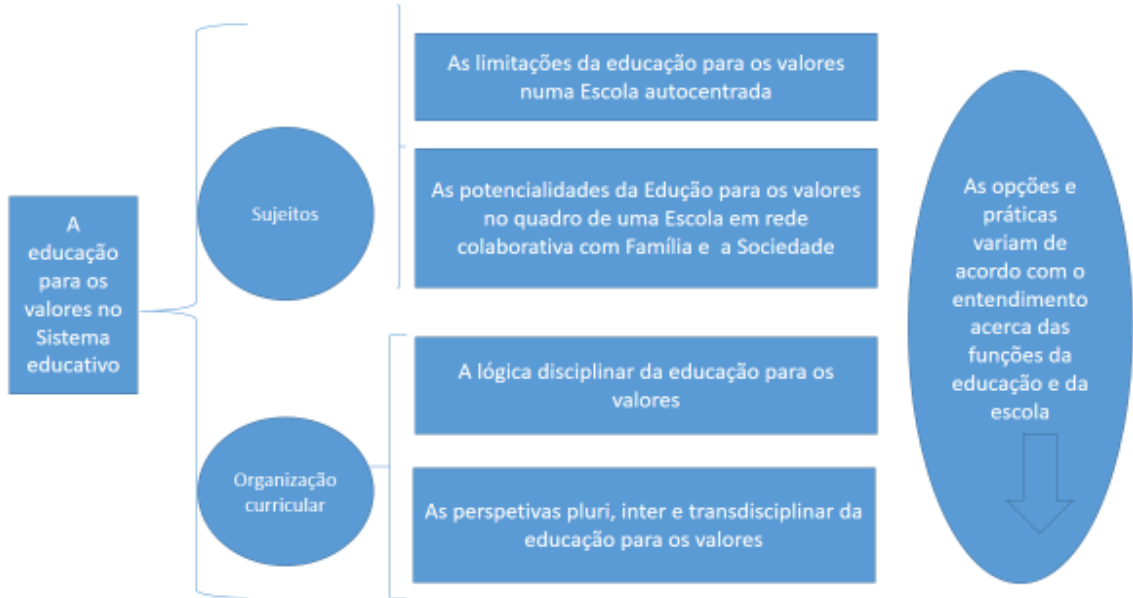 A
educação
para os
valores no
Sistema
educativo
Sujeitos
As limitações da educação para os valores
numa Escola autocentrada
As potencialidades da Edução para os valores
no quadro de uma Escola em rede
colaborativa com Família e a Sociedade
Organização
curricular
A lógica disciplinar da educação para os
valores
As perspetivas pluri, inter e transdisciplinar da
educação para os valores
As opções e
práticas
variam de
acordo com o
entendimento
acerca das
funções da
educação e da
escola